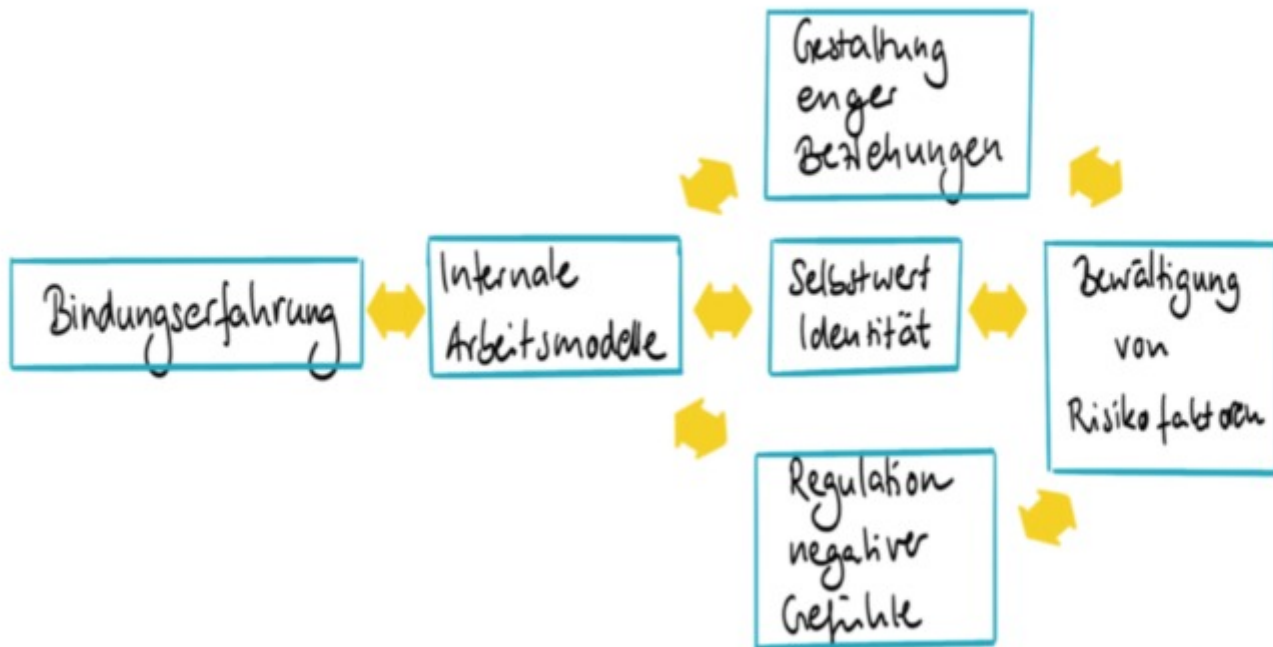 Bindungserfahrung
Internale
Arbeitsmodelle
Gestaltung
enger
Beziehungen
Selbstwert
Identität
Regulation
negativer
Gefühle
Bewältigung
von
Risikofaktoren